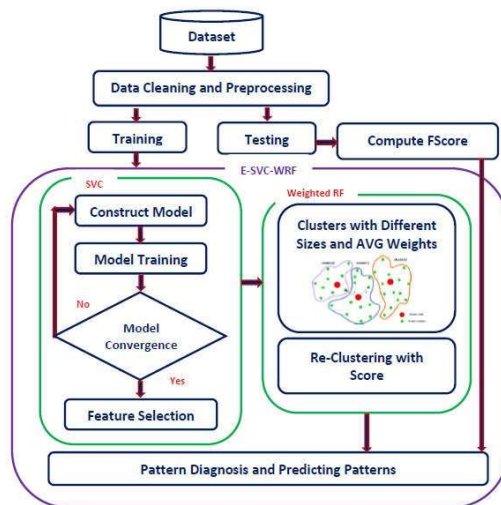 Dataset
Data Cleaning and Preprocessing
Training
Testing
Compute FScore
E-SVC-WRF
SVC
Construct Model
Model Training
No
Model
Convergence
Yes
Feature Selection
Weighted RF
Clusters with Different
Sizes and AVG Weights
Re-Clustering with
Score
Pattern Diagnosis and Predicting Patterns